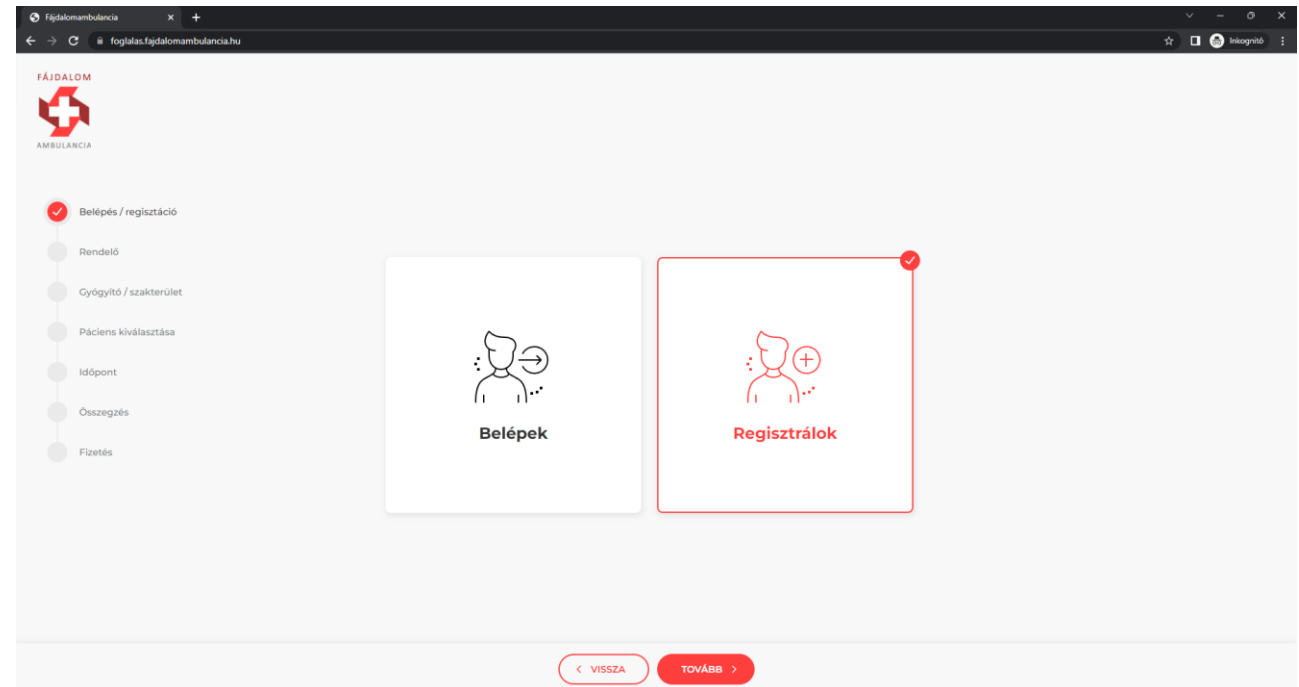 Fájdalomambulancia
foglalas.fajdalomambulancia.hu
Inkognitó
FÁJDALOM
AMBULANCIA
Belépés / regisztáció
Rendelő
Gyógyító / szakterület
Páciens kiválasztása
Időpont
Összegzés
Fizetés
Belépek
Regisztrálok
VISSZA
TOVÁBB